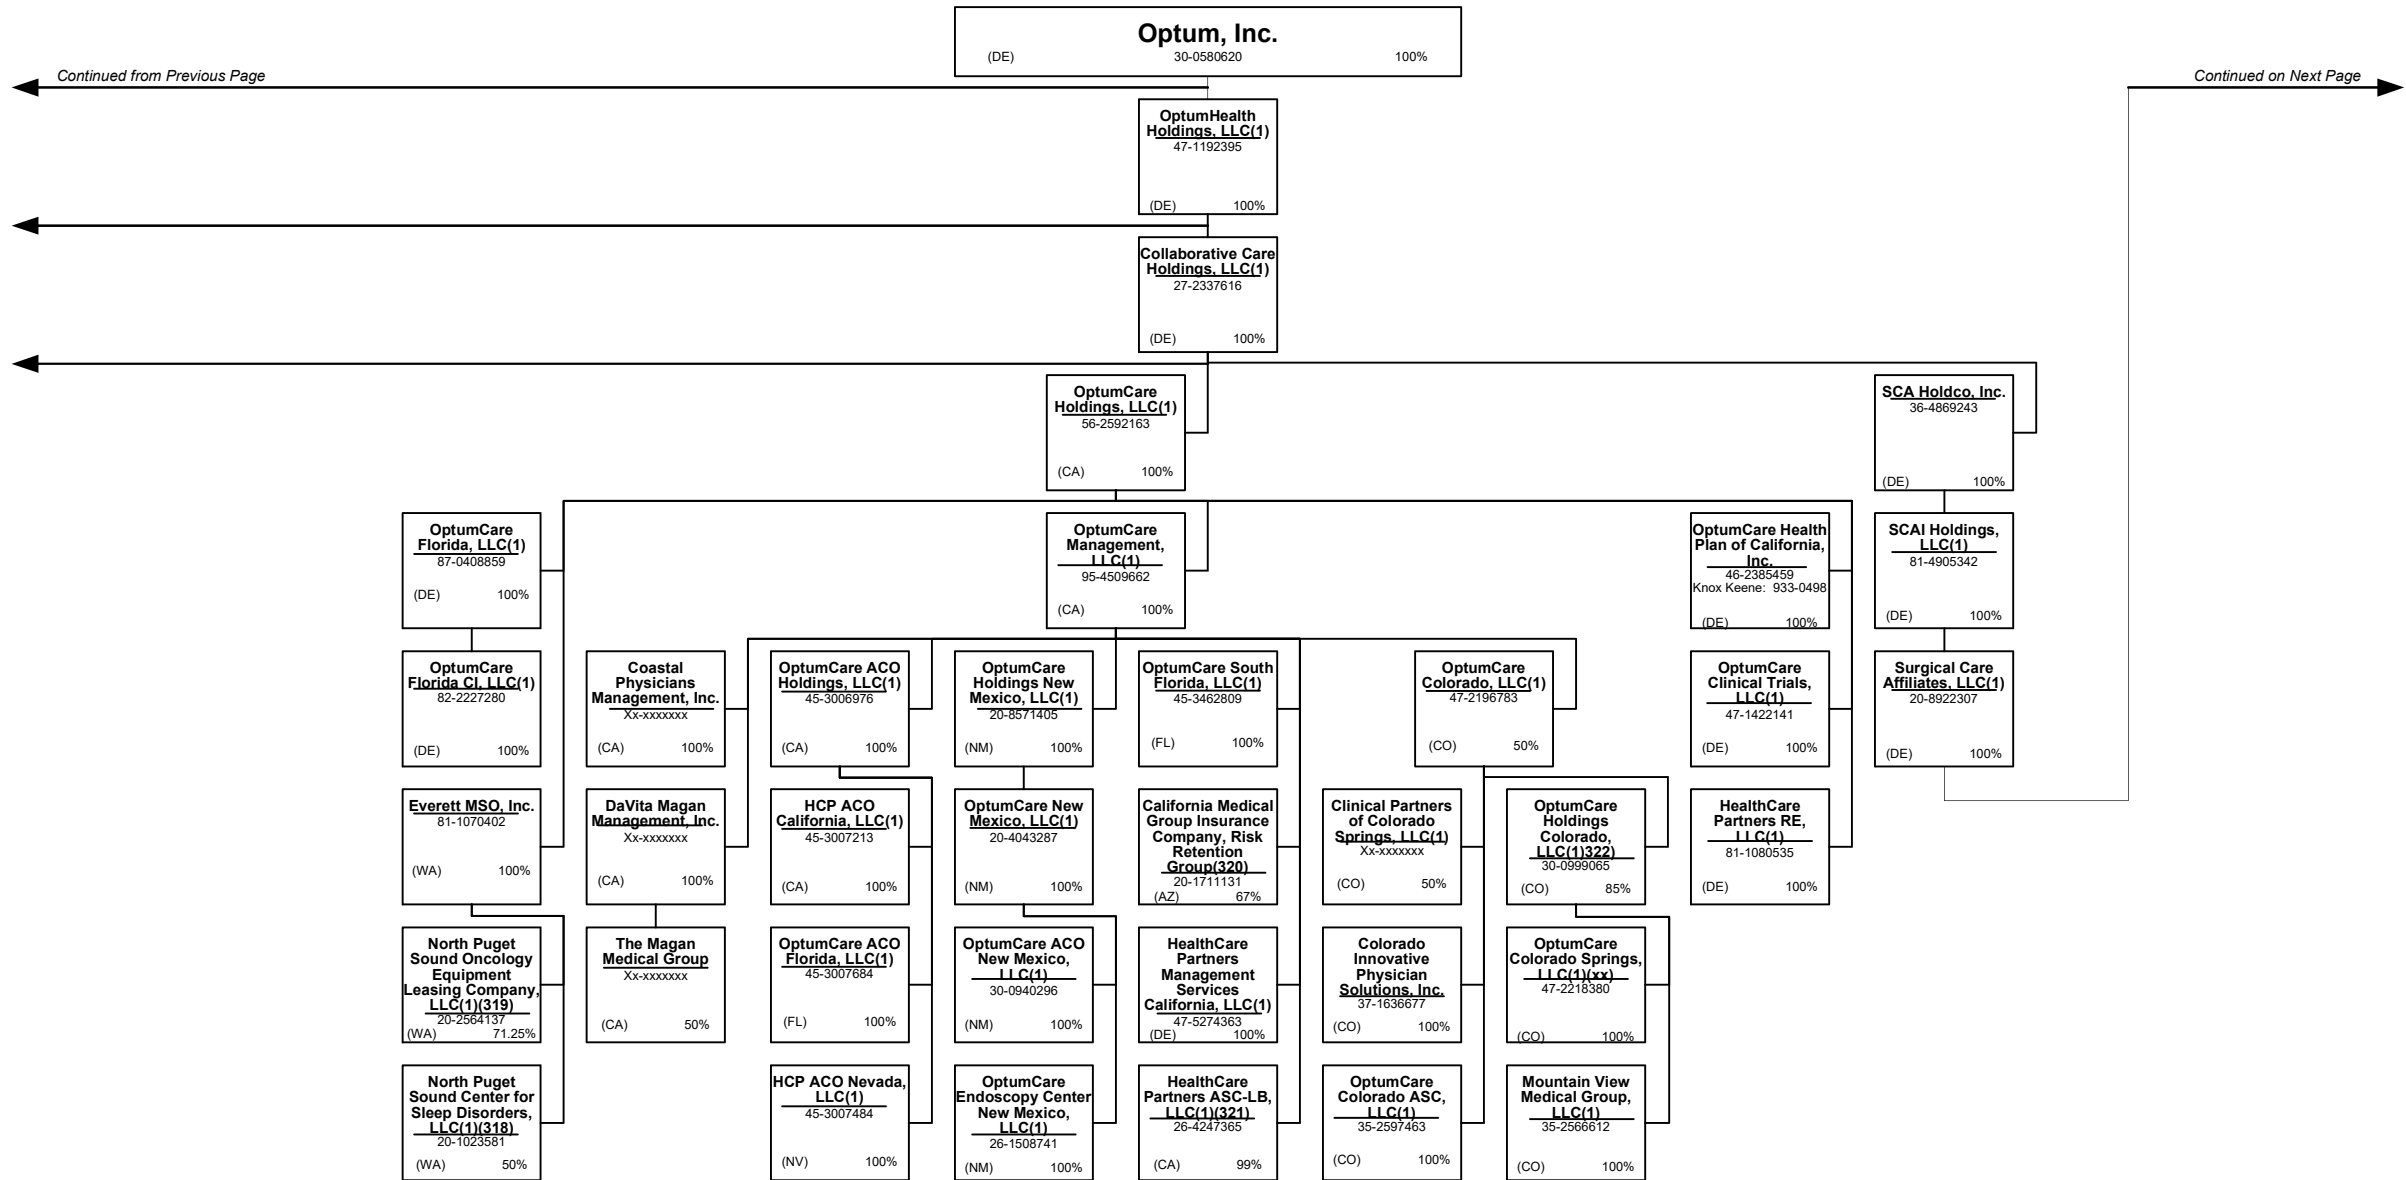 Optum, Inc.
(DE) 30-0580620 100%
Continued from Previous Page
Continued on Next Page
OptumHealth
Holdings, LLC(1)
47-1192395
(DE) 100%
Collaborative Care
Holdings, LLC(1)
27-2337616
(DE) 100%
OptumCare
Holdings, LLC(1)
56-2592163
(CA) 100%
SCA Holdco, Inc.
36-4869243
(DE) 100%
OptumCare
Florida, LLC(1)
87-0408859
(DE) 100%
OptumCare
Management,
LLC(1)
95-4509662
(CA) 100%
OptumCare Health
Plan of California,
Inc.
46-2385459
Knox Keene: 933-0498
(DE) 100%
SCAI Holdings,
LLC(1)
81-4905342
(DE) 100%
OptumCare
Florida CI, LLC(1)
82-2227280
(DE) 100%
Coastal
Physicians
Management, Inc.
Xx-xxxxxxx
(CA) 100%
OptumCare ACO
Holdings, LLC(1)
45-3006976
(CA) 100%
OptumCare
Holdings New
Mexico, LLC(1)
20-8571405
(NM) 100%
OptumCare South
Florida, LLC(1)
45-3462809
(FL) 100%
OptumCare
Colorado, LLC(1)
47-2196783
(CO) 50%
OptumCare
Clinical Trials,
LLC(1)
47-1422141
(DE) 100%
Surgical Care
Affiliates, LLC(1)
20-8922307
(DE) 100%
Everett MSO, Inc.
81-1070402
(WA) 100%
DaVita Magan
Management, Inc.
Xx-xxxxxxx
(CA) 100%
HCP ACO
California, LLC(1)
45-3007213
(CA) 100%
OptumCare New
Mexico, LLC(1)
20-4043287
(NM) 100%
California Medical
Group Insurance
Company, Risk
Retention
Group(320)
20-1711131
(AZ) 67%
Clinical Partners
of Colorado
Springs, LLC(1)
Xx-xxxxxxx
(CO) 50%
OptumCare
Holdings
Colorado,
LLC(1)322)
30-0999065
(CO) 85%
HealthCare
Partners RE,
LLC(1)
81-1080535
(DE) 100%
North Puget
Sound Oncology
Equipment
Leasing Company,
LLC(1)(319)
20-2564137
(WA) 71.25%
The Magan
Medical Group
Xx-xxxxxxx
(CA) 50%
OptumCare ACO
Florida, LLC(1)
45-3007684
(FL) 100%
OptumCare ACO
New Mexico,
LLC(1)
30-0940296
(NM) 100%
HealthCare
Partners
Management
Services
California, LLC(1)
47-5274363
(DE) 100%
Colorado
Innovative
Physician
Solutions, Inc.
37-1636677
(CO) 100%
OptumCare
Colorado Springs,
LLC(1)(xx)
47-2218380
(CO) 100%
North Puget
Sound Center for
Sleep Disorders,
LLC(1)(318)
20-1023581
(WA) 50%
HCP ACO Nevada,
LLC(1)
45-3007484
(NV) 100%
OptumCare
Endoscopy Center
New Mexico,
LLC(1)
26-1508741
(NM) 100%
HealthCare
Partners ASC-LB,
LLC(1)(321)
26-4247365
(CA) 99%
OptumCare
Colorado ASC,
LLC(1)
35-2597463
(CO) 100%
Mountain View
Medical Group,
LLC(1)
35-2566612
(CO) 100%